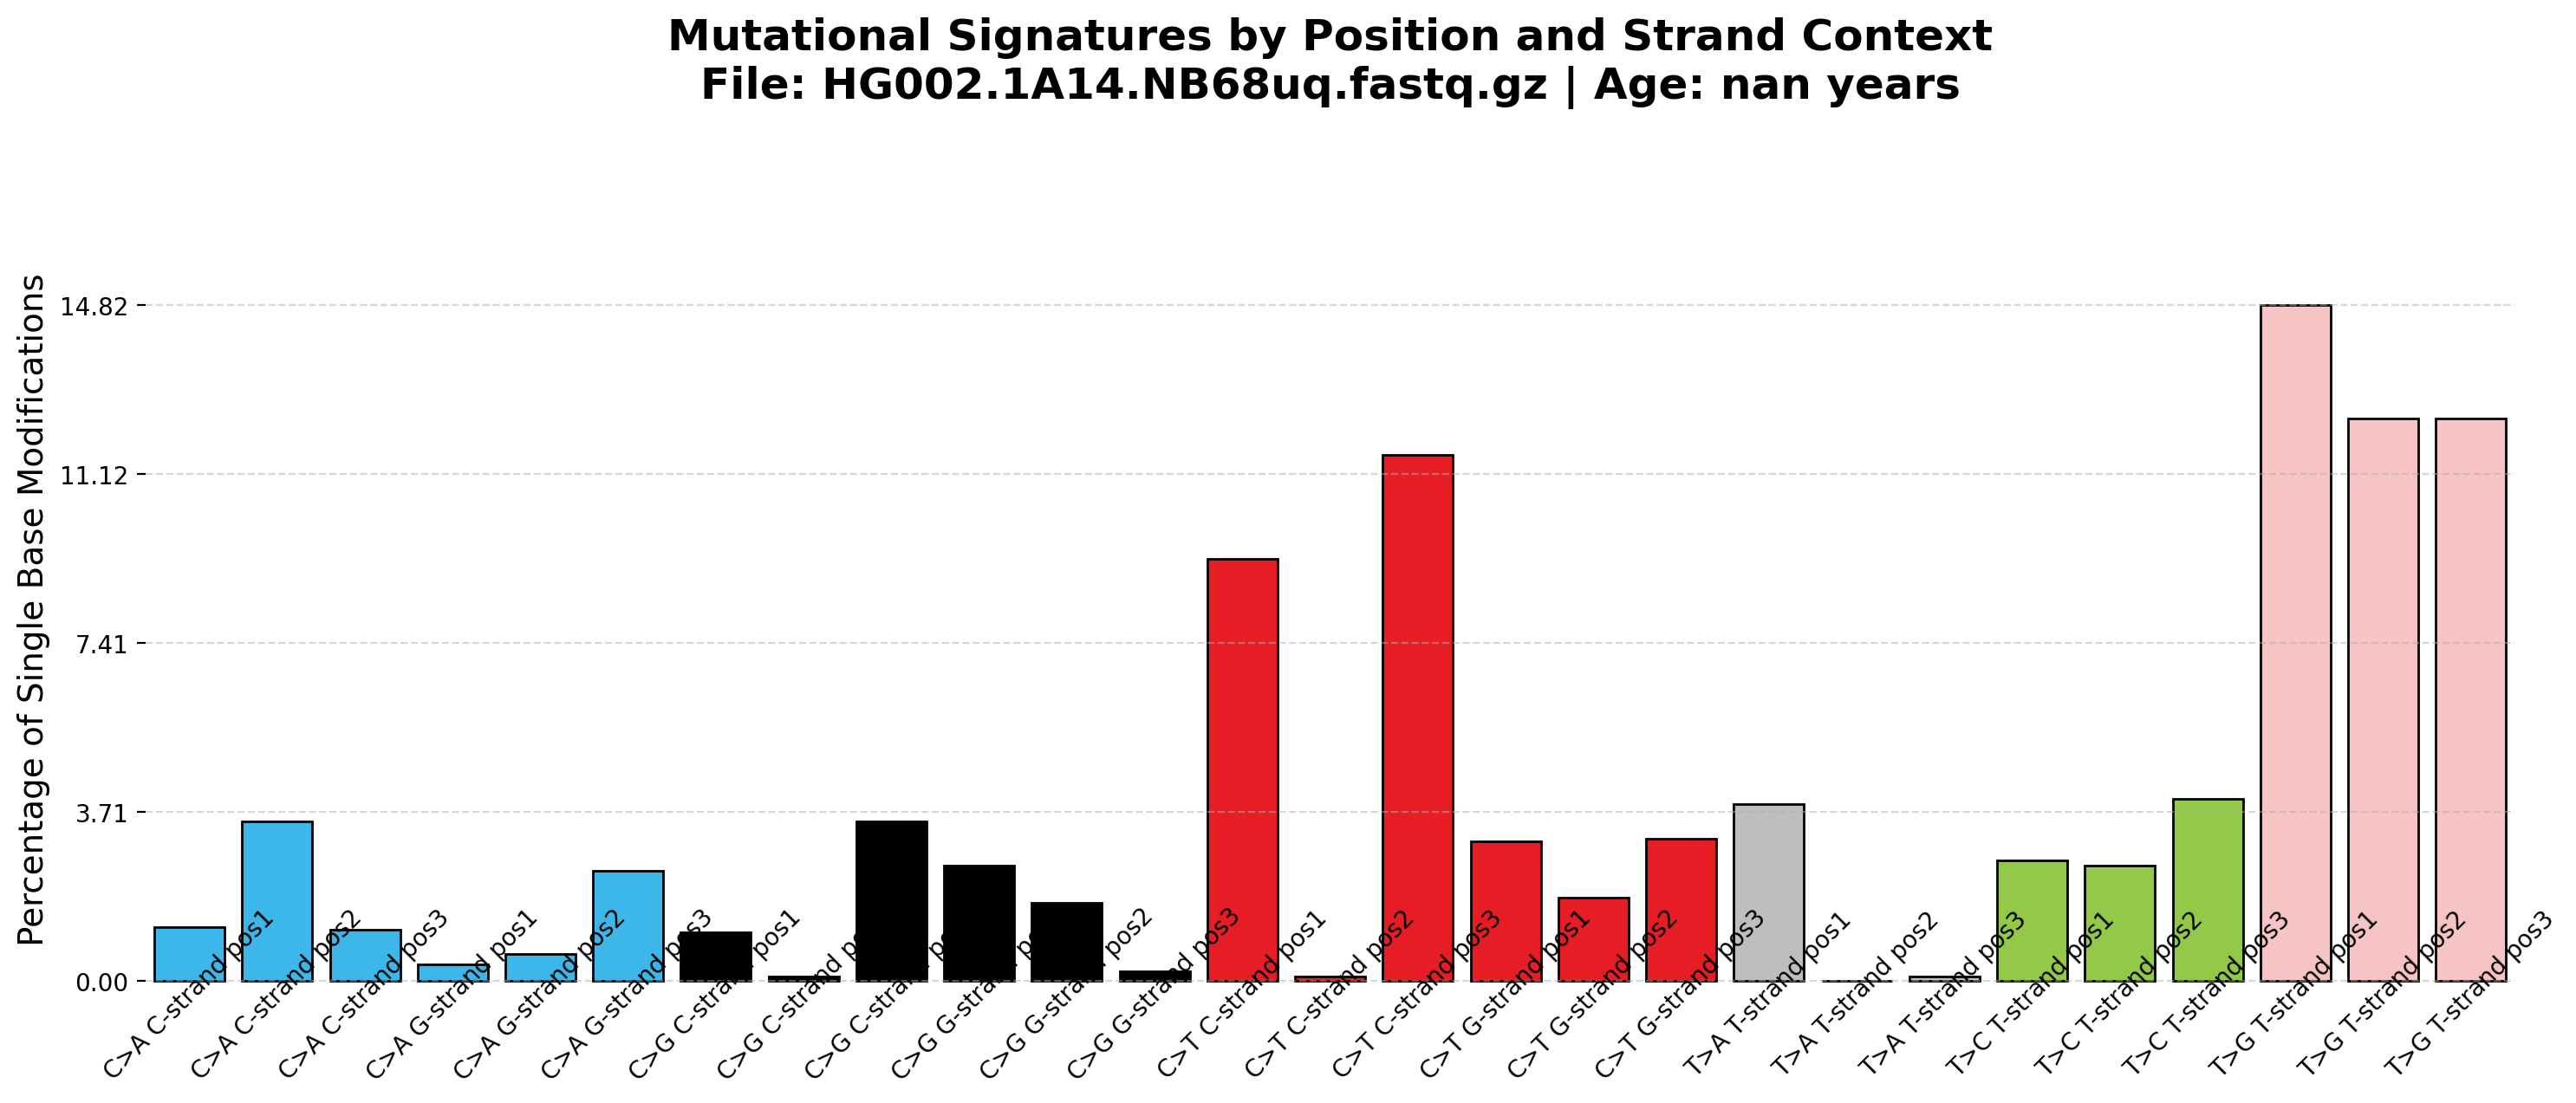 Mutational Signatures by Position and Strand Context
File: HG002.1A14.NB68uq.fastq.gz | Age: nan years
Percentage of Single Base Modifications
14.82
11.12
7.41
3.71
0.00
C>A C-strand pos1
C>A C-strand pos2
C>A C-strand pos3
C>A G-strand pos1
C>A G-strand pos2
C>A G-strand pos3
C>G C-strand pos1
C>G C-strand pos2
C>G C-strand pos3
C>G G-strand pos1
C>G G-strand pos2
C>G G-strand pos3
C>T C-strand pos1
C>T C-strand pos2
C>T C-strand pos3
C>T G-strand pos1
C>T G-strand pos2
C>T G-strand pos3
T>A T-strand pos1
T>A T-strand pos2
T>A T-strand pos3
T>C T-strand pos1
T>C T-strand pos2
T>C T-strand pos3
T>G T-strand pos1
T>G T-strand pos2
T>G T-strand pos3